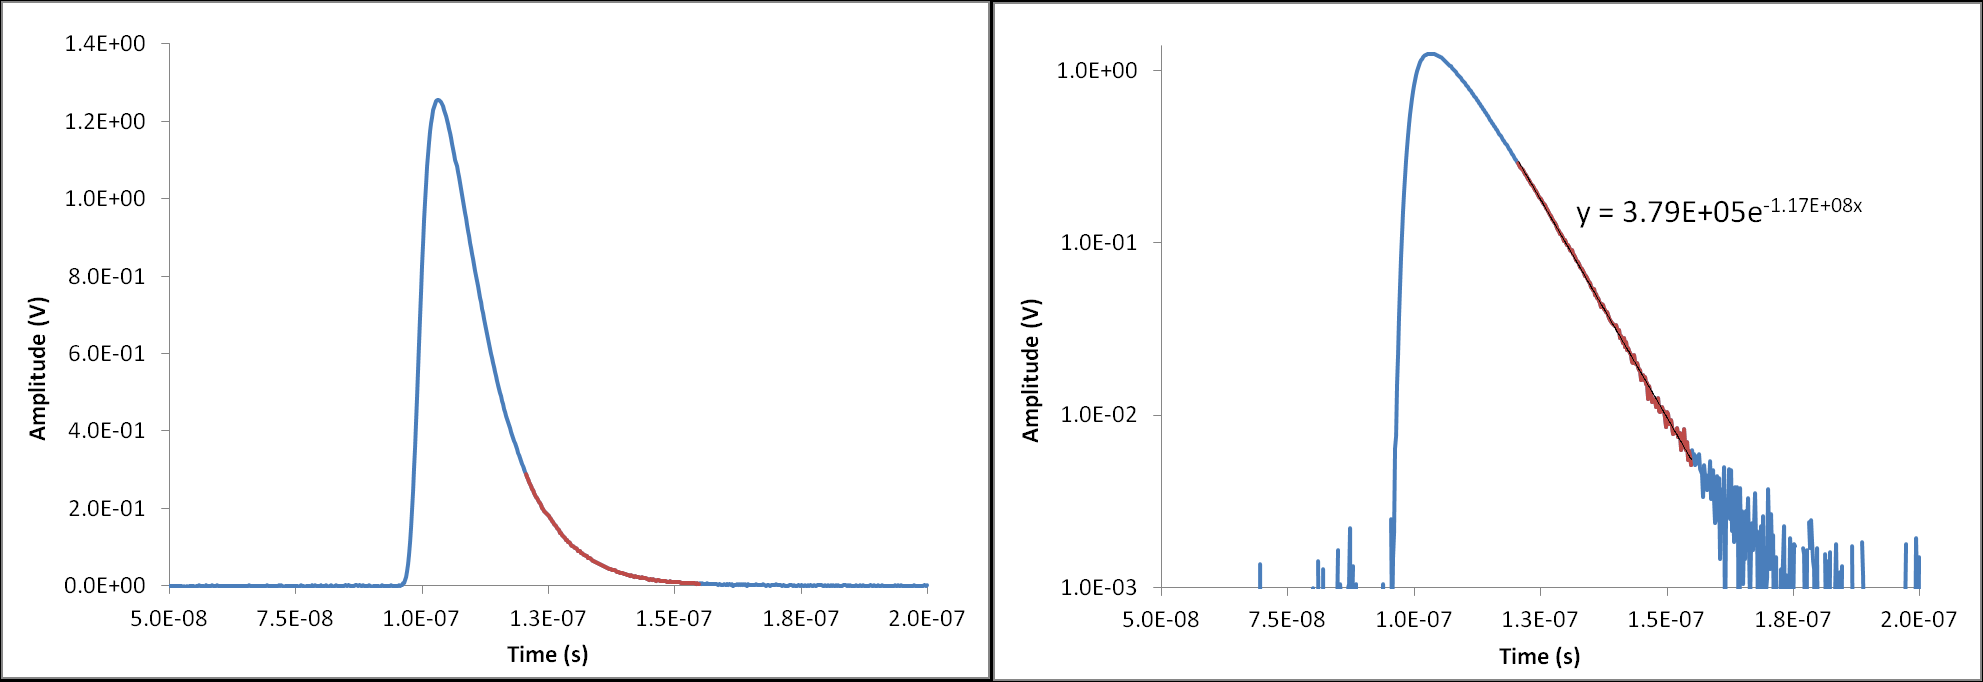 1.4E+00
1.2E+00
1.0E+00
8.0E-01
6.0E-01
4.0E-01
2.0E-01
0.0E+00
Amplitude (V)
5.0E-08 7.5E-08 1.0E-07 1.3E-07 1.5E-07 1.8E-07 2.0E-07
Time (s)
1.0E+00
1.0E-01
1.0E-02
1.0E-03
Amplitude (V)
y = 3.79E+05e-1.17E+08x
5.0E-08 7.5E-08 1.0E-07 1.3E-07 1.5E-07 1.8E-07 2.0E-07
Time (s)